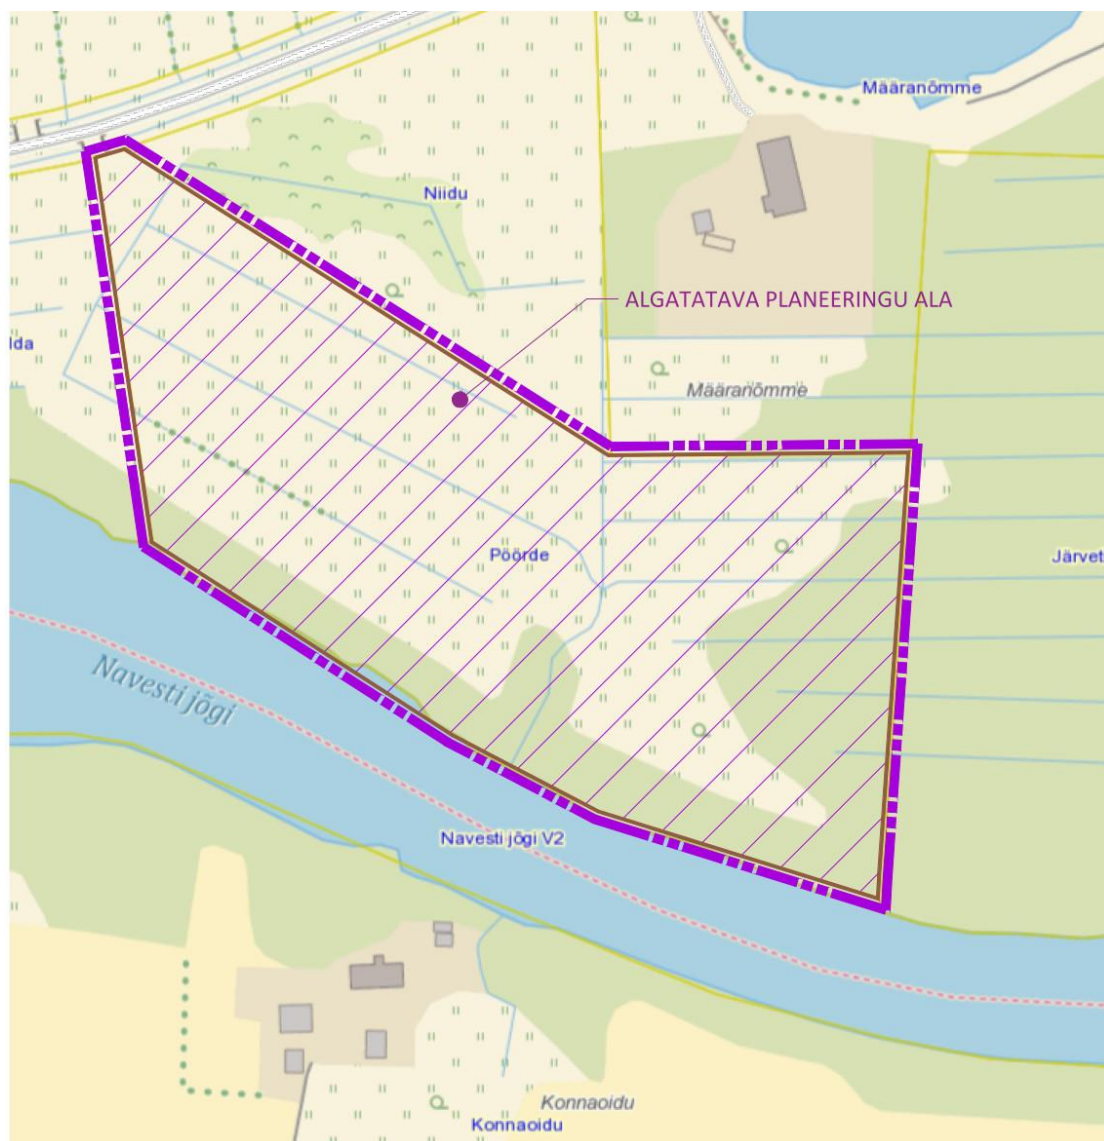 Määranõmme
Niidu
ALGATATAVA PLANEERINGU ALA
lda
Määranõmme
Pöörde
Järvet
Navesti jõgi
Navesti jõgi V2
Konnaoidu
Konnaoidu